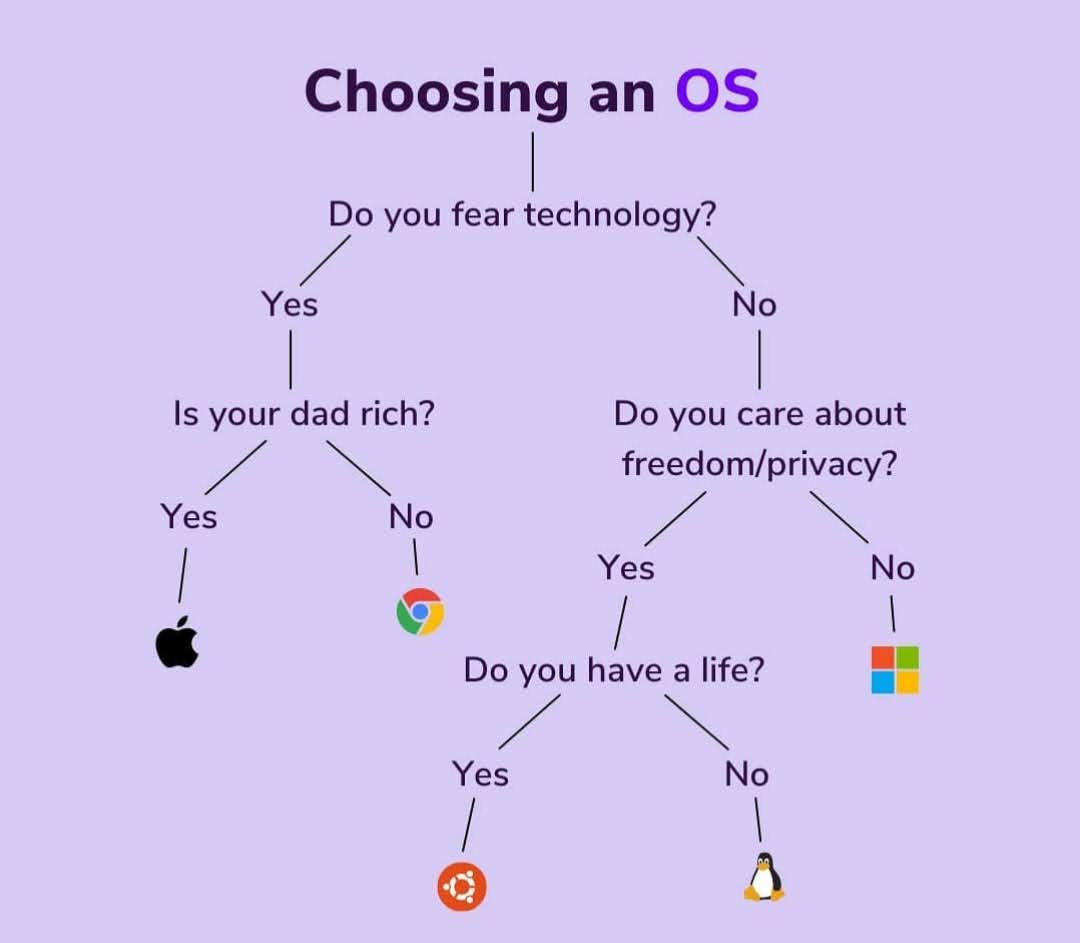 Choosing an OS
Do you fear technology?
Yes
No
Is your dad rich?
Do you care about
freedom/privacy?
Yes
No
Yes
No
Do you have a life?
Yes
No